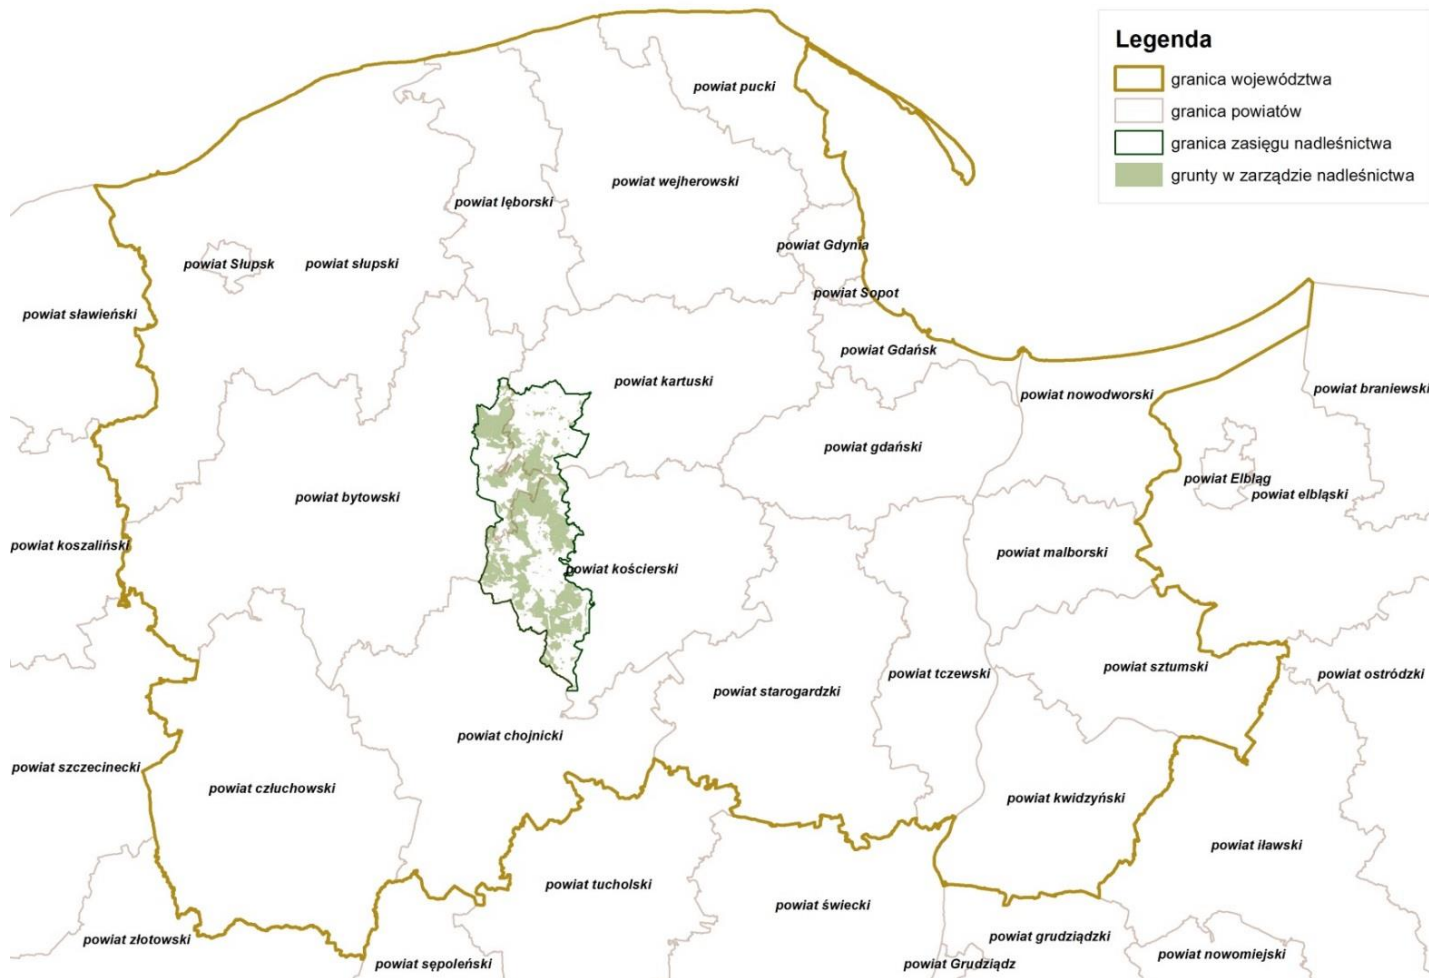 Legenda
granica województwa
granica powiatów
granica zasięgu nadleśnictwa
grunty w zarządzie nadleśnictwa
powiat pucki
powiat wejherowski
powiat lęborski
powiat Gdynia
powiat Słupsk
powiat słupski
powiat Sopot
powiat sławieński
powiat Gdańsk
powiat kartuski
powiat braniewski
powiat nowodworski
powiat gdański
powiat Elbląg
powiat elbląski
powiat bytowski
powiat koszaliński
powiat malborski
powiat kościerski
powiat sztumski
powiat tczewski
powiat ostródzki
powiat starogardzki
powiat chojnicki
powiat szczecinecki
powiat człuchowski
powiat kwidzyński
powiat iławski
powiat tucholski
powiat świecki
powiat grudziądzki
powiat złotowski
powiat nowomiejski
powiat sępoleński
powiat Grudziądz